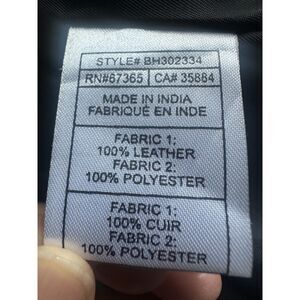 STYLE# BH302334
RN#67365 CA# 35884
MADE IN INDIA
FABRIQUÉ EN INDE
FABRIC 1:
100% LEATHER
FABRIC 2:
100% POLYESTER
FABRIC 1:
100% CUIR
FABRIC 2:
100% POLYESTER